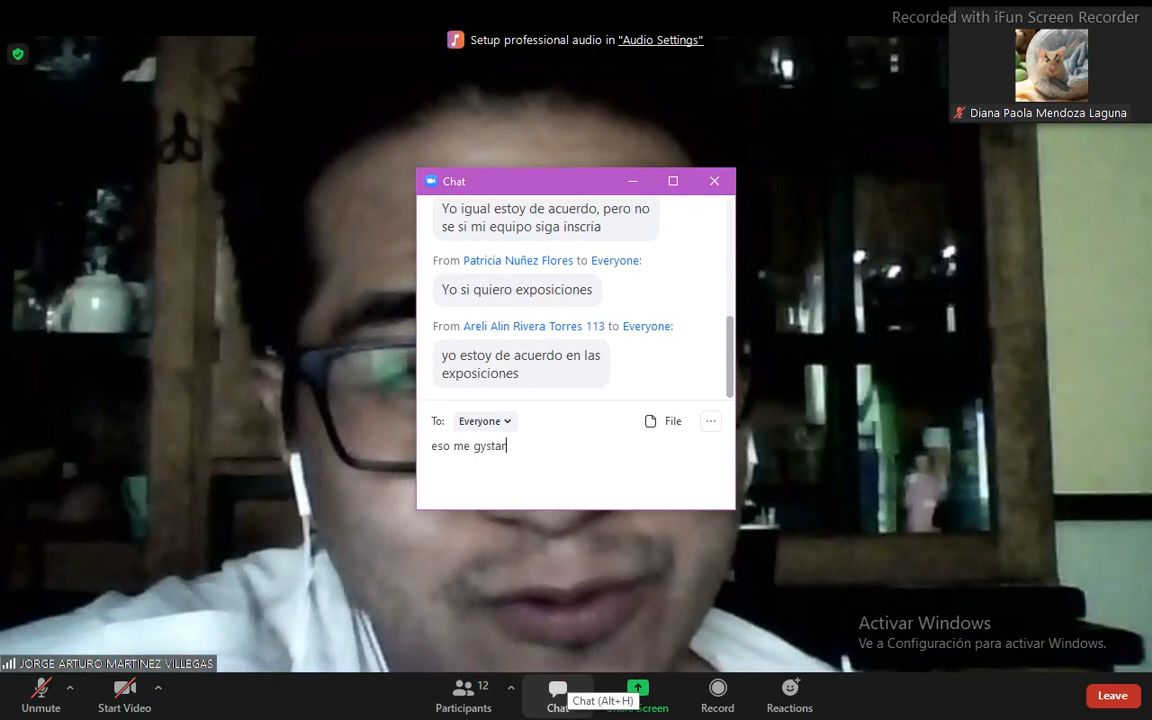 Recorded with iFun Screen Recorder
Setup professional audio in "Audio Settings"
Diana Paola Mendoza Laguna
Chat
Yo igual estoy de acuerdo, pero no
se si mi equipo siga inscria
From Patricia Nuñez Flores to Everyone:
Yo si quiero exposiciones
From Areli Alin Rivera Torres 113 to Everyone:
yo estoy de acuerdo en las
exposiciones
To: Everyone File
eso me gystar
Activar Windows
Ve a Configuración para activar Windows.
JORGE ARTURO MARTINEZ VILLEGAS
12
Unmute Start Video Participants Chat Chat (Alt+H) Screen Record Reactions Leave